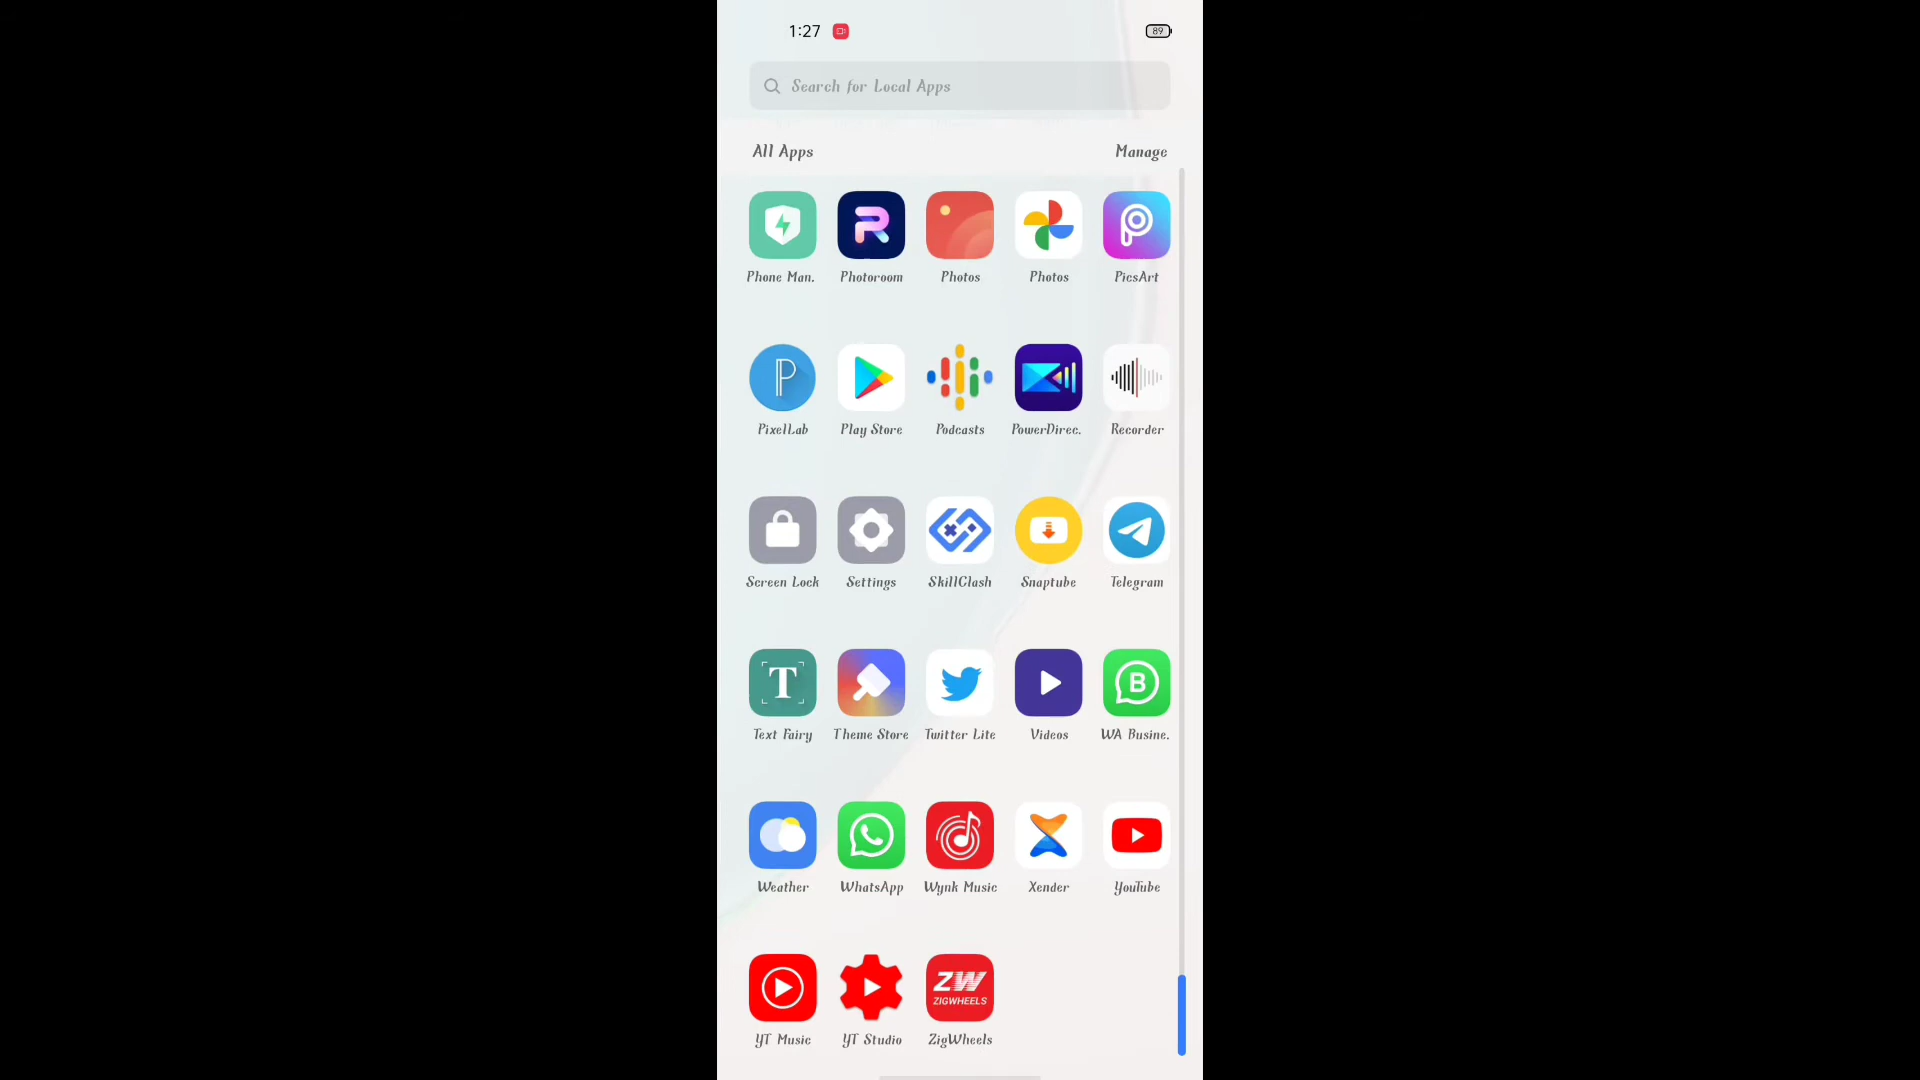 1:27
89
Search for Local Apps
All Apps Manage
Phone Man. Photoroom Photos Photos PicsArt
PixelLab Play Store Podcasts PowerDirec. Recorder
Screen Lock Settings SkillClash Snaptube Telegram
T
B
Text Fairy Theme Store Twitter Lite Videos WA Busine.
Weather WhatsApp Wynk Music Xender YouTube
ZW
ZIGWHEELS
YT Music YT Studio ZigWheels